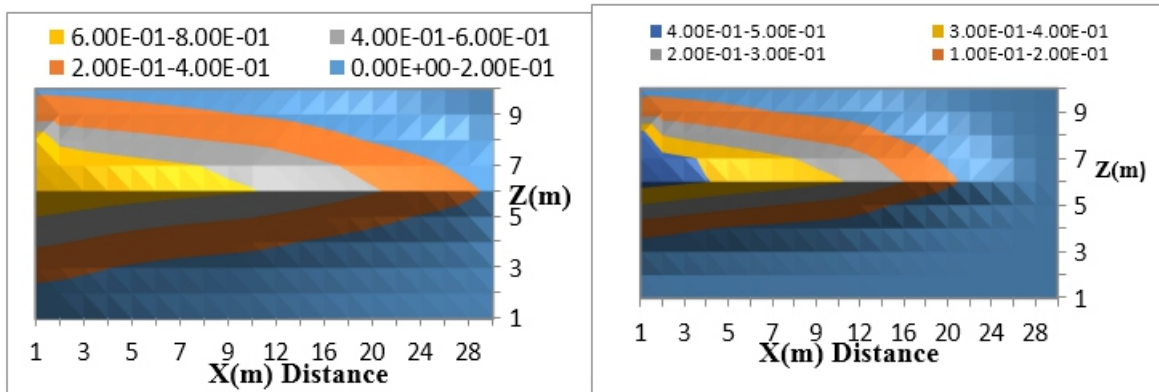 6.00E-01-8.00E-01 4.00E-01-6.00E-01
2.00E-01-4.00E-01 0.00E+00-2.00E-01
9
7
Z(m)
5
3
1
1 3 5 7 9 12 16 20 24 28
X(m) Distance
4.00E-01-5.00E-01 3.00E-01-4.00E-01
2.00E-01-3.00E-01 1.00E-01-2.00E-01
9
7
Z(m)
5
3
1
1 3 5 7 9 12 16 20 24 28
X(m) Distance